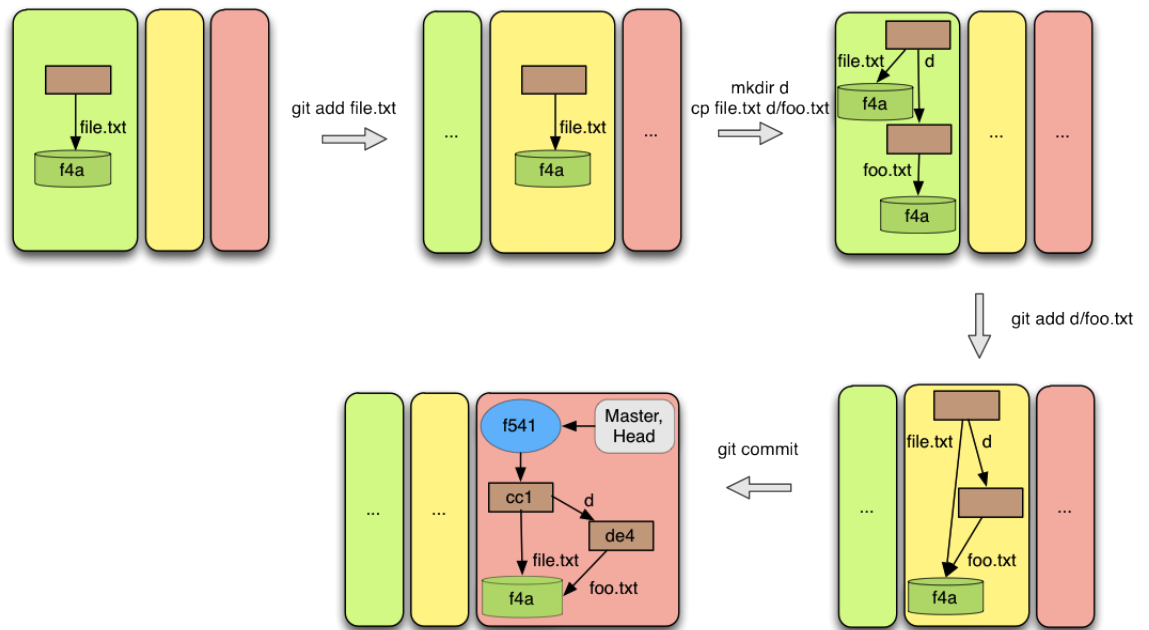 file.txt
f4a
git add file.txt
...
file.txt
f4a
...
mkdir d
cp file.txt d/foo.txt
file.txt
d
f4a
foo.txt
f4a
...
...
git add d/foo.txt
...
file.txt
d
foo.txt
f4a
...
git commit
...
...
f541
Master,
Head
cc1
d
de4
file.txt
foo.txt
f4a